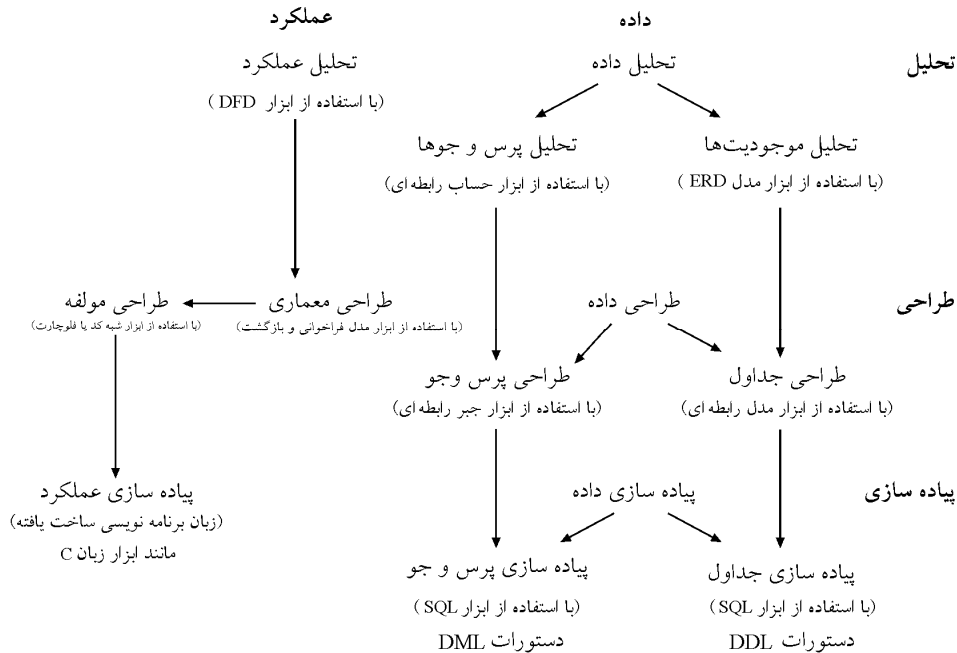 داده
عملکرد
تحلیل
تحلیل داده
تحلیل عملکرد
(با استفاده از ابزار DFD)
تحلیل موجودیت‌ها
(با استفاده از ابزار مدل ERD)
تحلیل پرس و جوها
(با استفاده از ابزار حساب رابطه ای)
طراحی
طراحی داده
طراحی معماری
(با استفاده از ابزار مدل فراخوانی و بازگشت)
طراحی مولفه
(با استفاده از ابزار شبه کد یا فلوچارت)
طراحی جداول
(با استفاده از ابزار مدل رابطه ای)
طراحی پرس وجو
(با استفاده از ابزار جبر رابطه ای)
پیاده سازی
پیاده سازی داده
پیاده سازی عملکرد
(زبان برنامه نویسی ساخت یافته)
مانند ابزار زبان C
پیاده سازی جداول
(با استفاده از ابزار SQL)
دستورات DDL
پیاده سازی پرس و جو
(با استفاده از ابزار SQL)
دستورات DML